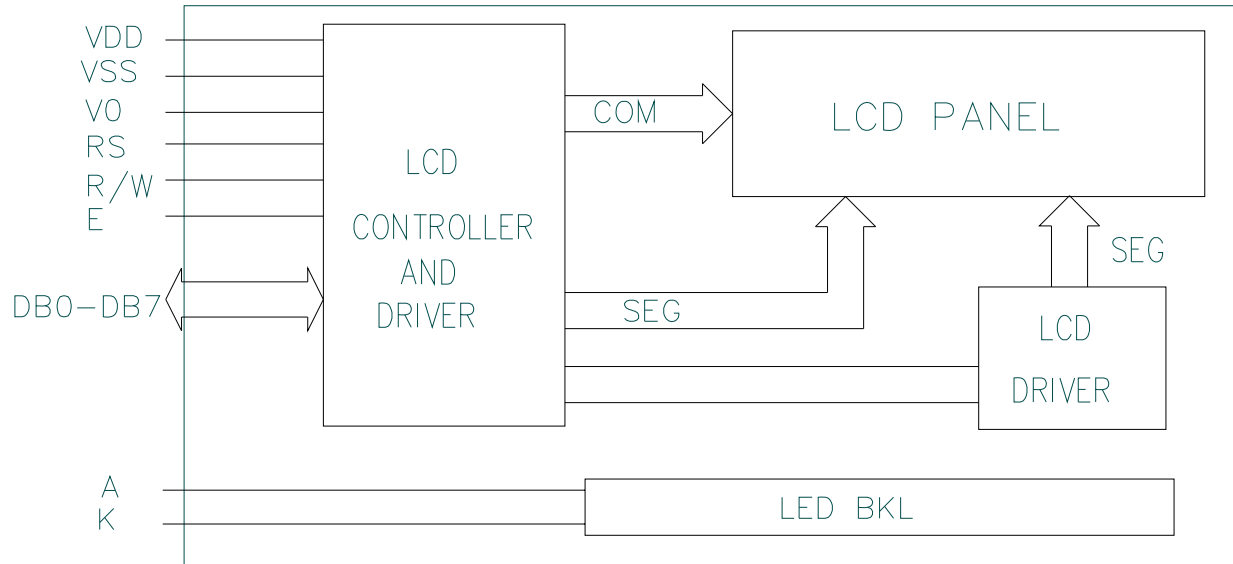 VDD
VSS
V0
RS
R/W
E
DB0-DB7
LCD
CONTROLLER
AND
DRIVER
COM
LCD PANEL
SEG
SEG
LCD
DRIVER
A
K
LED BKL